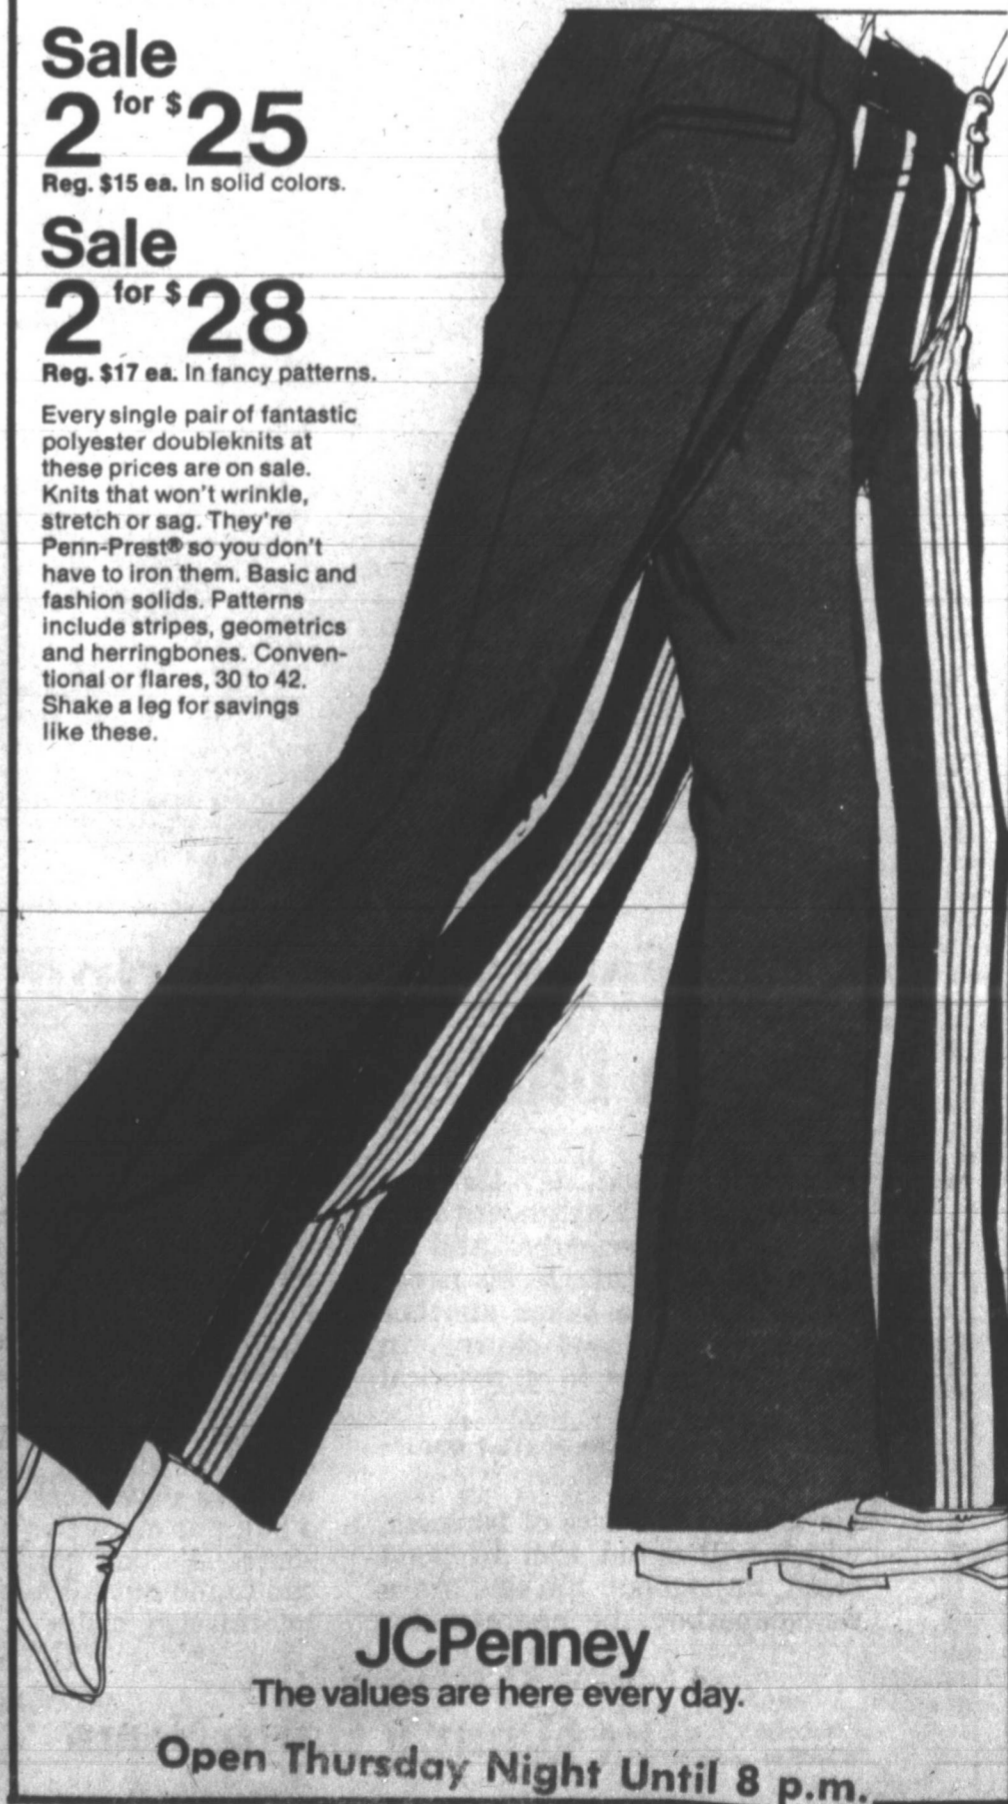 Sale
2 for $25
Reg. $15 ea. In solid colors.
Sale
2 for $28
Reg. $17 ea. In fancy patterns.
Every single pair of fantastic
polyester doubleknits at
these prices are on sale.
Knits that won't wrinkle,
stretch or sag. They're
Penn-Prest® so you don't
have to iron them. Basic and
fashion solids. Patterns
include stripes, geometrics
and herringbones. Conven-
tional or flares, 30 to 42.
Shake a leg for savings
like these.
JCPenney
The values are here every day.
Open Thursday Night Until 8 p.m.